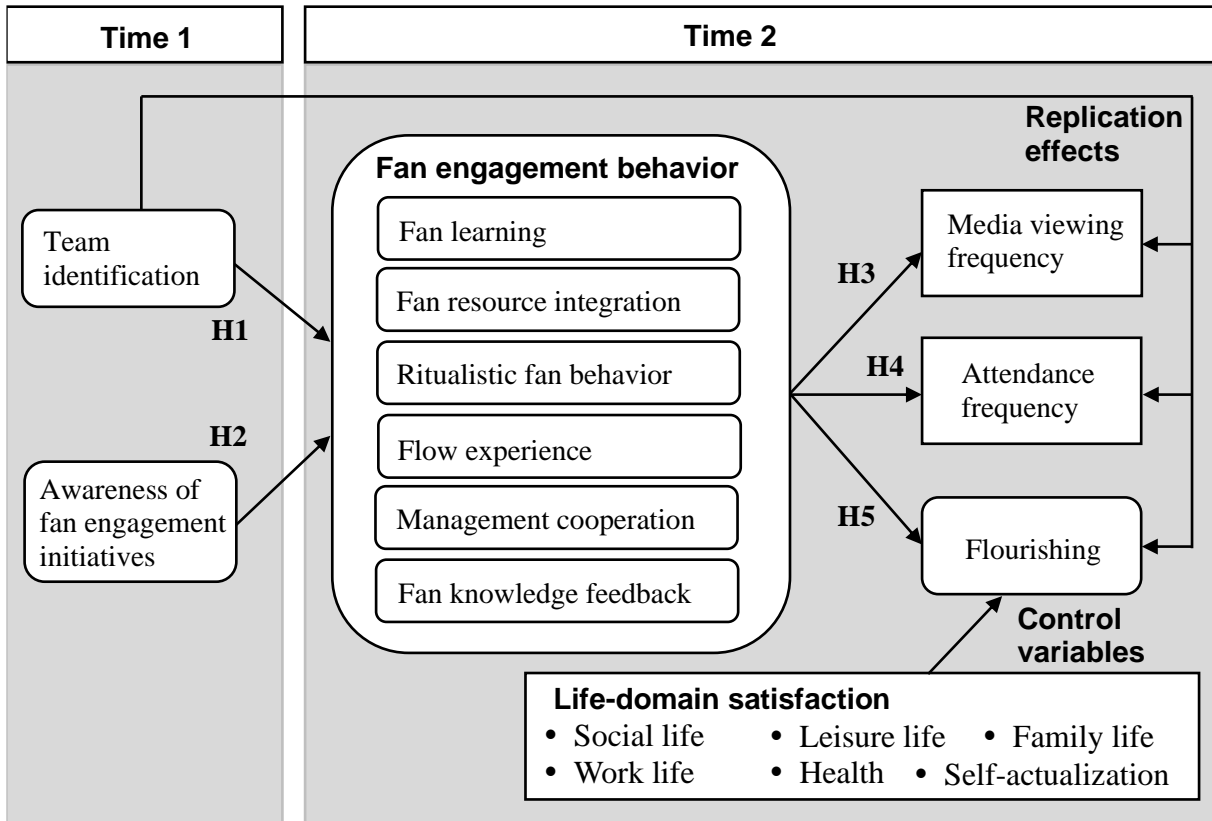 Time 1
Time 2
Replication
effects
Fan engagement behavior
Team
identification
Fan learning
Fan resource integration
Ritualistic fan behavior
Flow experience
Management cooperation
Fan knowledge feedback
H1
H2
Awareness of
fan engagement
initiatives
H3
H4
H5
Media viewing
frequency
Attendance
frequency
Flourishing
Control
variables
Life-domain satisfaction
• Social life • Leisure life • Family life
• Work life • Health • Self-actualization